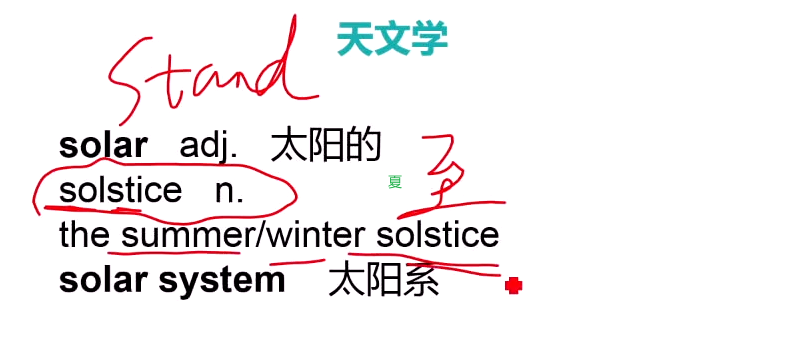 天文学
stand
solar adj. 太阳的
至
夏
solstice n.
the summer/winter solstice
solar system 太阳系